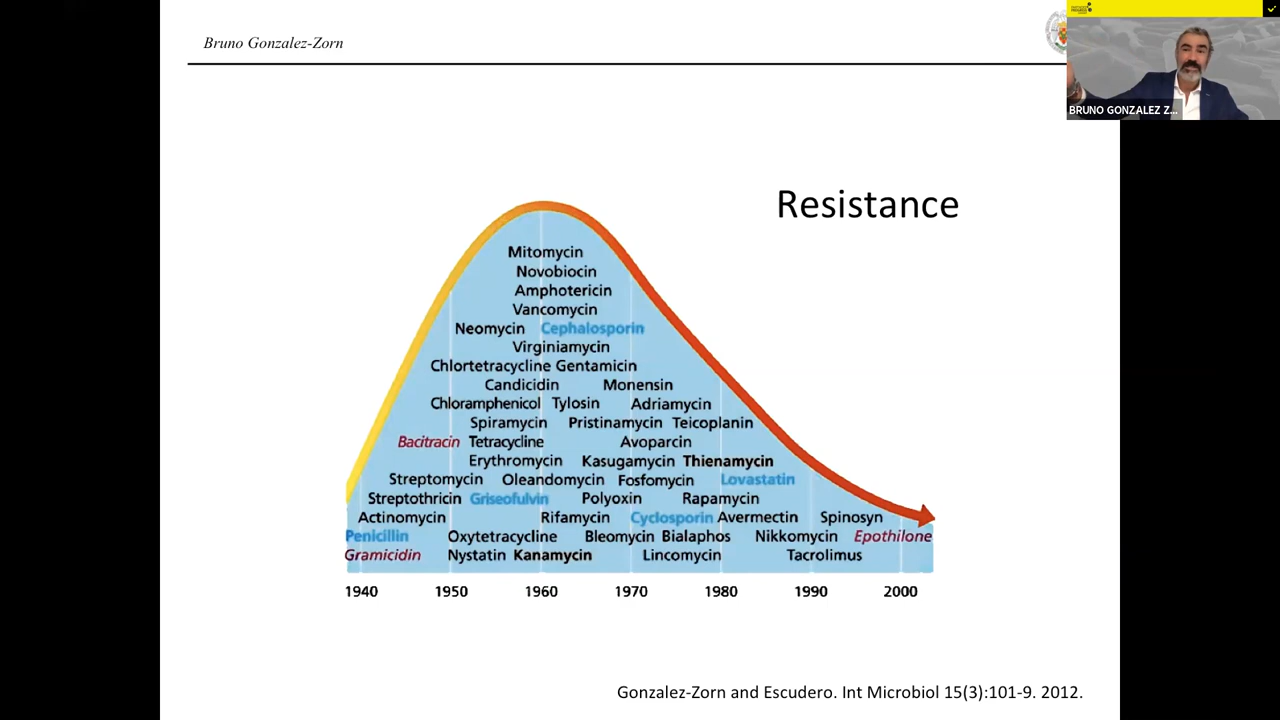 Bruno Gonzalez-Zorn
BRUNO GONZALEZ Z...
Resistance
Mitomycin
Novobiocin
Amphotericin
Vancomycin
Neomycin Cephalosporin
Virginiamycin
Chlortetracycline Gentamicin
Candicidin Monensin
Chloramphenicol Tylosin Adriamycin
Spiramycin Pristinamycin Teicoplanin
Bacitracin Tetracycline Avoparcin
Erythromycin Kasugamycin Thienamycin
Streptomycin Oleandomycin Fosfomycin Lovastatin
Streptothricin Griseofulvin Polyoxin Rapamycin
Actinomycin Rifamycin Cyclosporin Avermectin Spinosyn
Penicillin Oxytetracycline Bleomycin Bialaphos Nikkomycin Epothilone
Gramicidin Nystatin Kanamycin Lincomycin Tacrolimus
1940 1950 1960 1970 1980 1990 2000
Gonzalez-Zorn and Escudero. Int Microbiol 15(3):101-9. 2012.